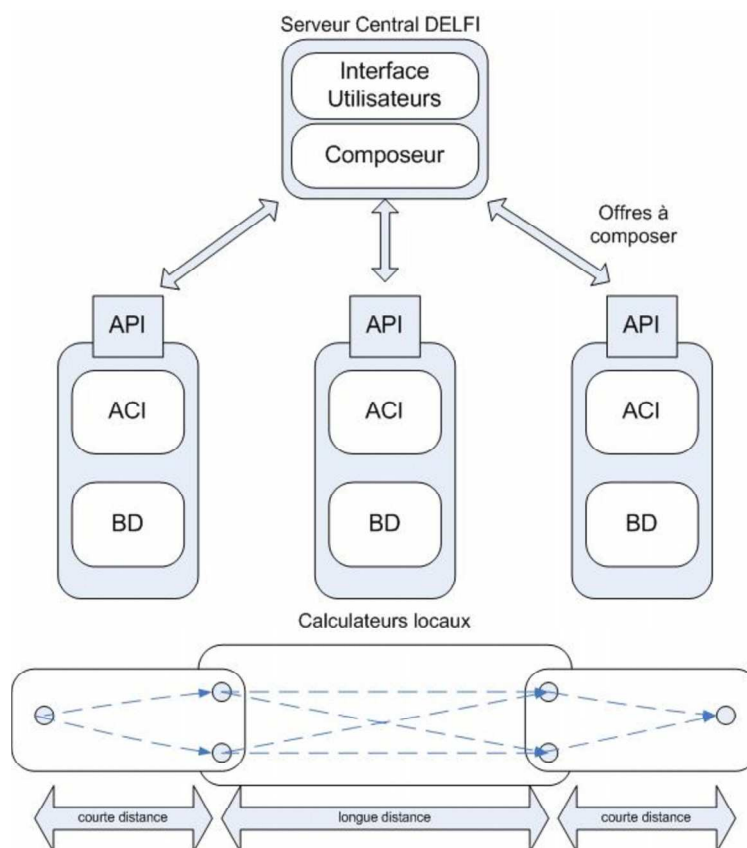 Serveur Central DELFI
Interface
Utilisateurs
Composeur
Offres à
composer
API
API
API
ACI
ACI
ACI
BD
BD
BD
Calculateurs locaux
courte distance
longue distance
courte distance